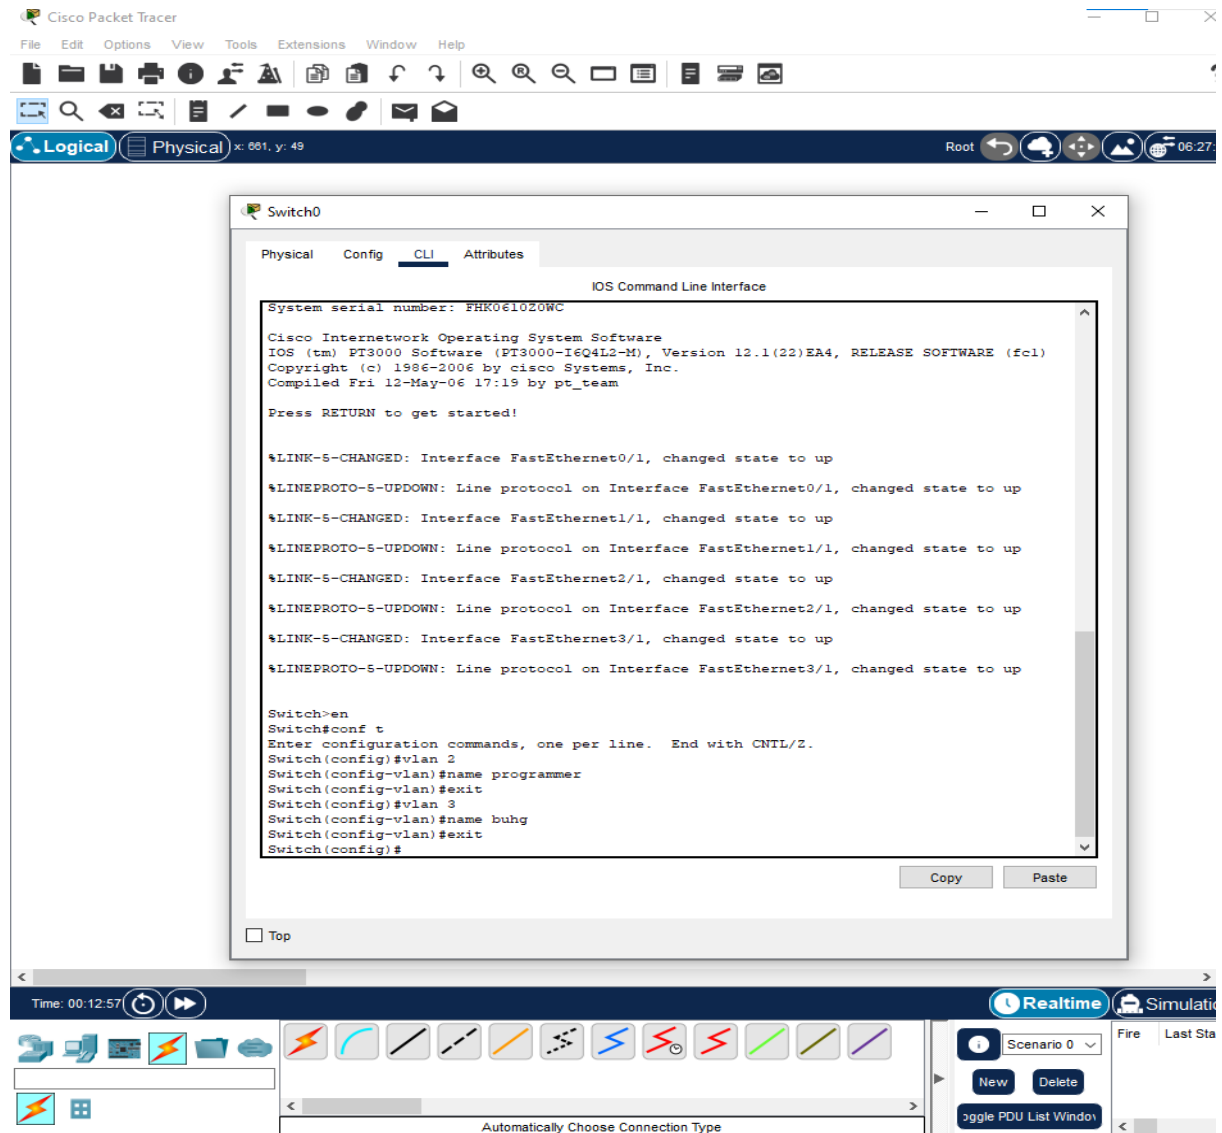 Cisco Packet Tracer
File Edit Options View Tools Extensions Window Help
Logical Physical x: 661, y: 49 Root 06:27:
Switch0
Physical Config CLI Attributes
IOS Command Line Interface
System serial number: FHK0610Z0WC
Cisco Internetwork Operating System Software
IOS (tm) PT3000 Software (PT3000-I6Q4L2-M), Version 12.1(22)EA4, RELEASE SOFTWARE (fc1)
Copyright (c) 1986-2006 by cisco Systems, Inc.
Compiled Fri 12-May-06 17:19 by pt_team
Press RETURN to get started!
%LINK-5-CHANGED: Interface FastEthernet0/1, changed state to up
%LINEPROTO-5-UPDOWN: Line protocol on Interface FastEthernet0/1, changed state to up
%LINK-5-CHANGED: Interface FastEthernet1/1, changed state to up
%LINEPROTO-5-UPDOWN: Line protocol on Interface FastEthernet1/1, changed state to up
%LINK-5-CHANGED: Interface FastEthernet2/1, changed state to up
%LINEPROTO-5-UPDOWN: Line protocol on Interface FastEthernet2/1, changed state to up
%LINK-5-CHANGED: Interface FastEthernet3/1, changed state to up
%LINEPROTO-5-UPDOWN: Line protocol on Interface FastEthernet3/1, changed state to up
Switch>en
Switch#conf t
Enter configuration commands, one per line.  End with CNTL/Z.
Switch(config)#vlan 2
Switch(config-vlan)#name programmer
Switch(config-vlan)#exit
Switch(config)#vlan 3
Switch(config-vlan)#name buhg
Switch(config-vlan)#exit
Switch(config)#
Copy Paste
Top
Time: 00:12:57 Realtime Simulatio
Scenario 0 Fire Last Sta
New Delete
oggle PDU List Window
Automatically Choose Connection Type